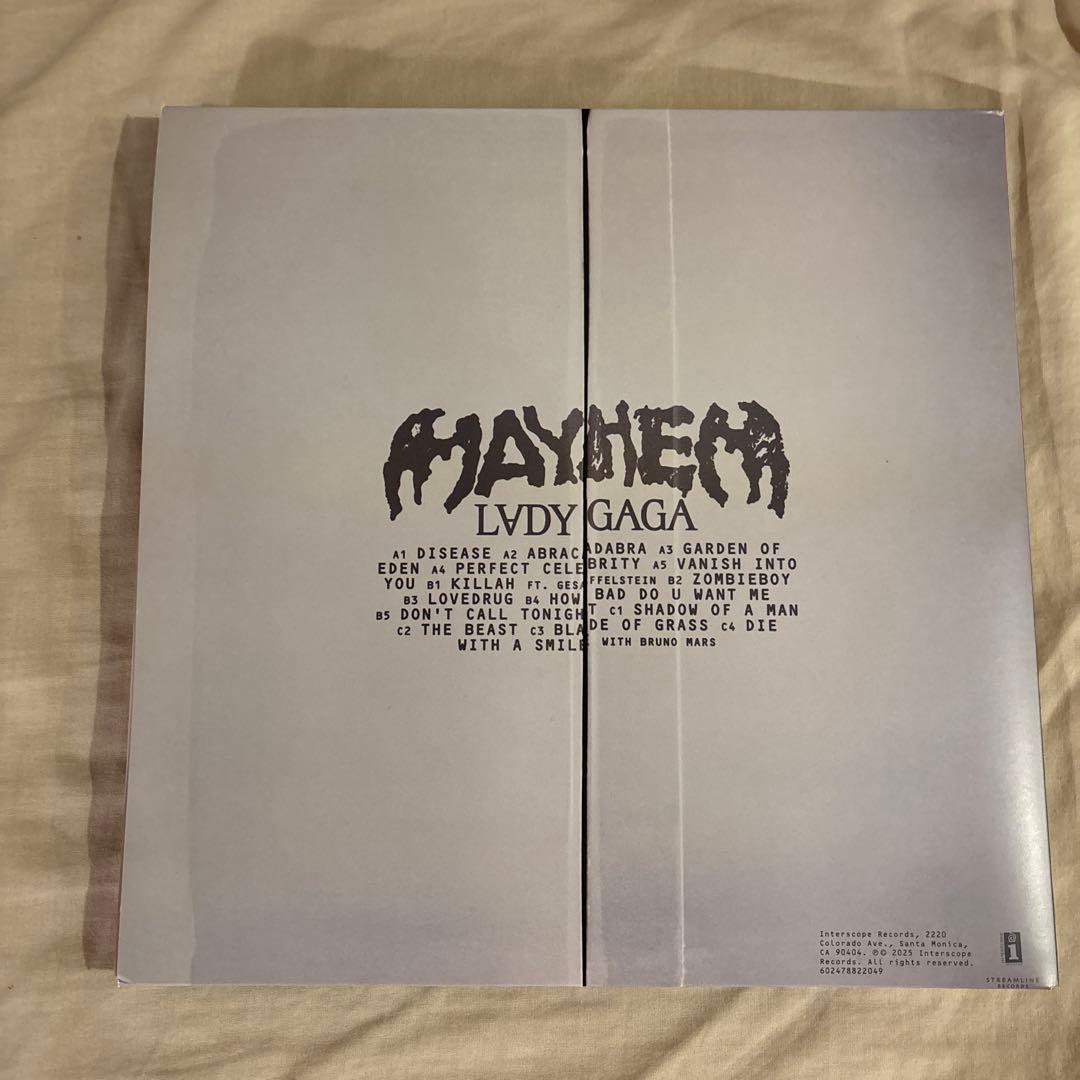 MAYHEM
LVDY GAGA
A1 DISEASE A2 ABRACADABRA A3 GARDEN OF
EDEN A4 PERFECT CELEBRITY A5 VANISH INTO
YOU B1 KILLAH FT. GESAFFELSTEIN B2 ZOMBIEBOY
B3 LOVEDRUG B4 HOW BAD DO U WANT ME
B5 DON'T CALL TONIGHT C1 SHADOW OF A MAN
C2 THE BEAST C3 BLADE OF GRASS C4 DIE
WITH A SMILE WITH BRUNO MARS
Interscope Records, 2220
Colorado Ave., Santa Monica,
CA 90404. ℗© 2025 Interscope
Records. All rights reserved.
602478822049
STREAMLINE
RECORDS